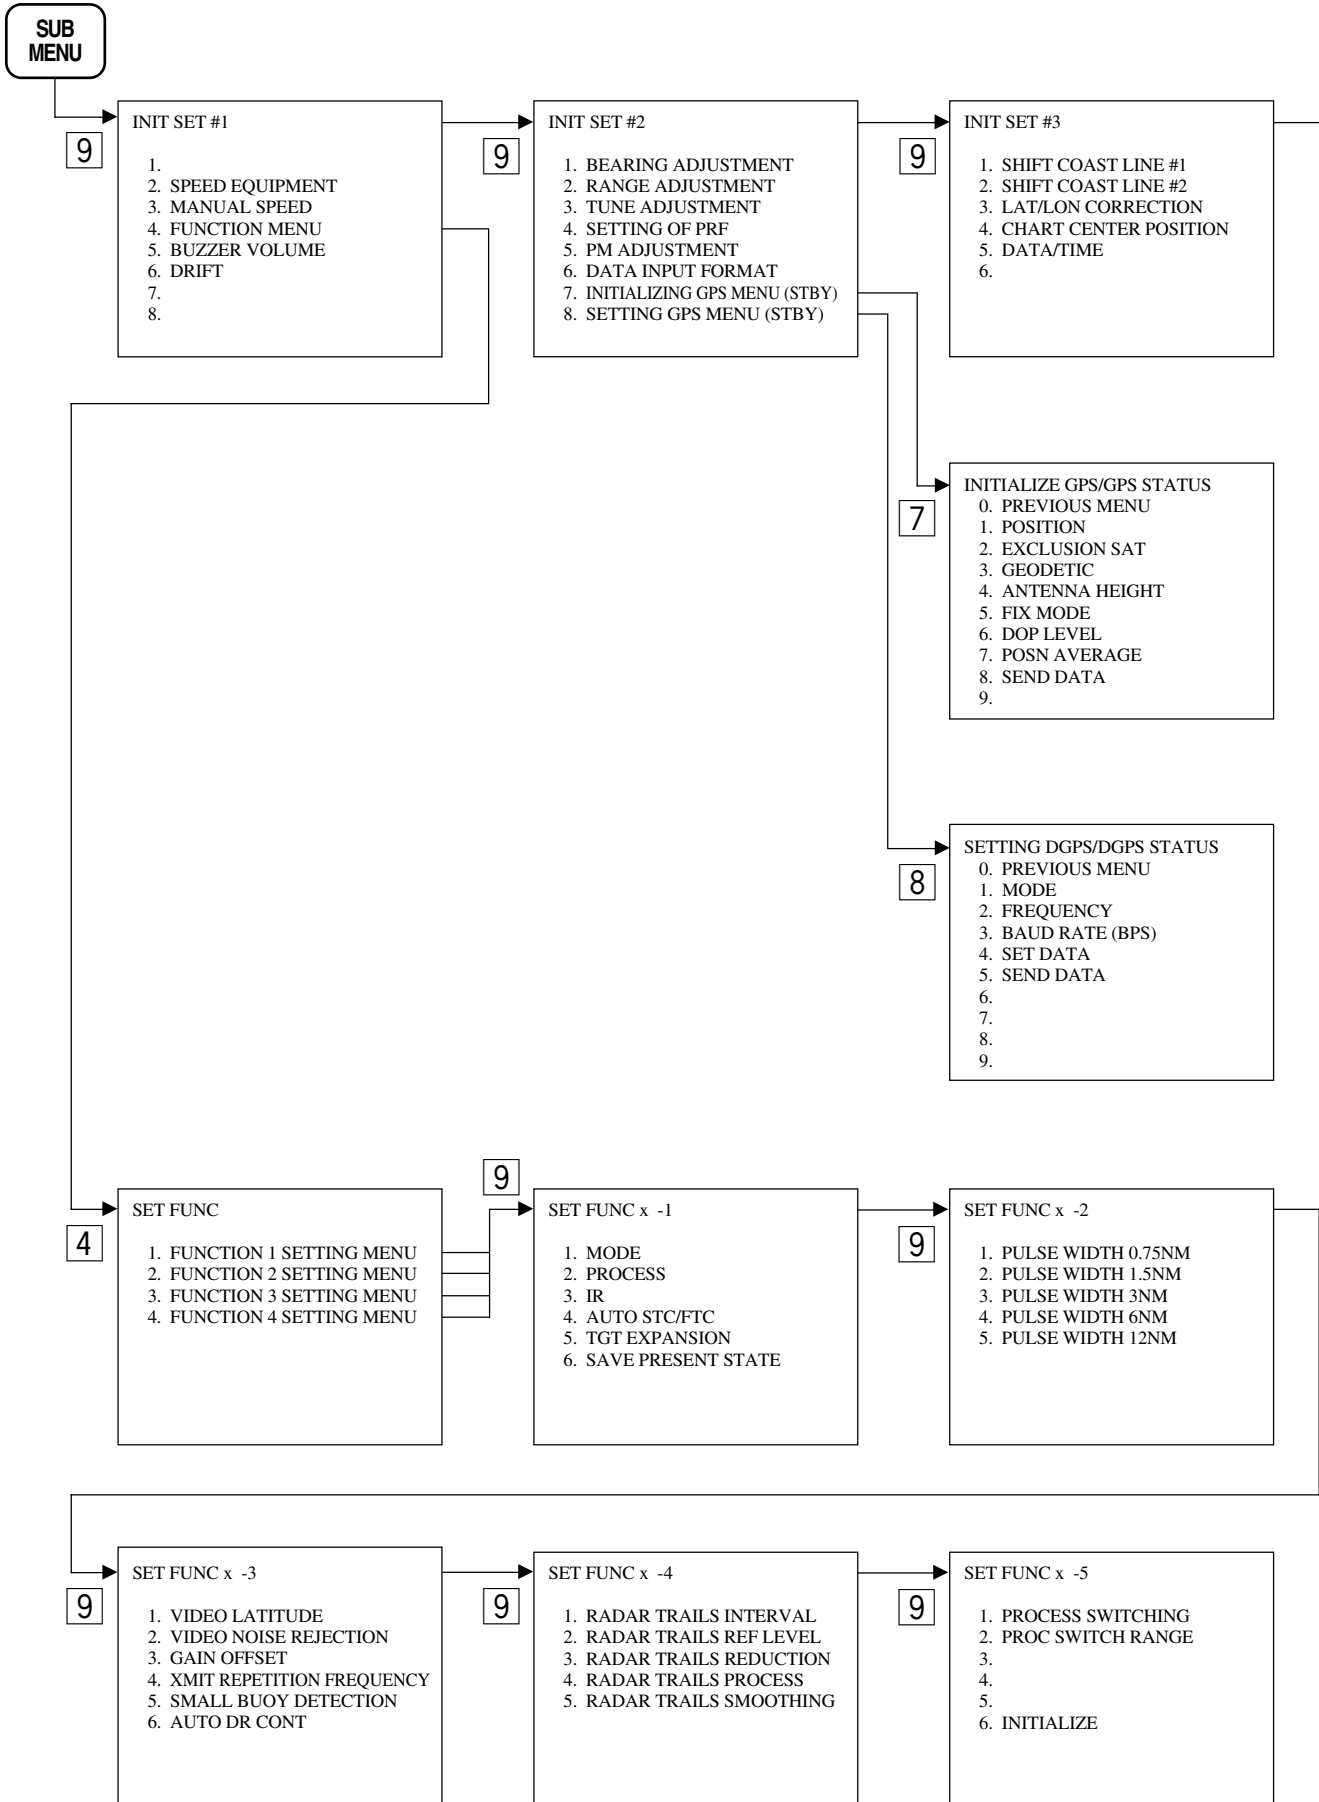 SUB
MENU
9
INIT SET #1
1.
2. SPEED EQUIPMENT
3. MANUAL SPEED
4. FUNCTION MENU
5. BUZZER VOLUME
6. DRIFT
7.
8.
9
INIT SET #2
1. BEARING ADJUSTMENT
2. RANGE ADJUSTMENT
3. TUNE ADJUSTMENT
4. SETTING OF PRF
5. PM ADJUSTMENT
6. DATA INPUT FORMAT
7. INITIALIZING GPS MENU (STBY)
8. SETTING GPS MENU (STBY)
9
INIT SET #3
1. SHIFT COAST LINE #1
2. SHIFT COAST LINE #2
3. LAT/LON CORRECTION
4. CHART CENTER POSITION
5. DATA/TIME
6.
7
INITIALIZE GPS/GPS STATUS
0. PREVIOUS MENU
1. POSITION
2. EXCLUSION SAT
3. GEODETIC
4. ANTENNA HEIGHT
5. FIX MODE
6. DOP LEVEL
7. POSN AVERAGE
8. SEND DATA
9.
8
SETTING DGPS/DGPS STATUS
0. PREVIOUS MENU
1. MODE
2. FREQUENCY
3. BAUD RATE (BPS)
4. SET DATA
5. SEND DATA
6.
7.
8.
9.
4
SET FUNC
1. FUNCTION 1 SETTING MENU
2. FUNCTION 2 SETTING MENU
3. FUNCTION 3 SETTING MENU
4. FUNCTION 4 SETTING MENU
9
SET FUNC x -1
1. MODE
2. PROCESS
3. IR
4. AUTO STC/FTC
5. TGT EXPANSION
6. SAVE PRESENT STATE
9
SET FUNC x -2
1. PULSE WIDTH 0.75NM
2. PULSE WIDTH 1.5NM
3. PULSE WIDTH 3NM
4. PULSE WIDTH 6NM
5. PULSE WIDTH 12NM
9
SET FUNC x -3
1. VIDEO LATITUDE
2. VIDEO NOISE REJECTION
3. GAIN OFFSET
4. XMIT REPETITION FREQUENCY
5. SMALL BUOY DETECTION
6. AUTO DR CONT
9
SET FUNC x -4
1. RADAR TRAILS INTERVAL
2. RADAR TRAILS REF LEVEL
3. RADAR TRAILS REDUCTION
4. RADAR TRAILS PROCESS
5. RADAR TRAILS SMOOTHING
9
SET FUNC x -5
1. PROCESS SWITCHING
2. PROC SWITCH RANGE
3.
4.
5.
6. INITIALIZE